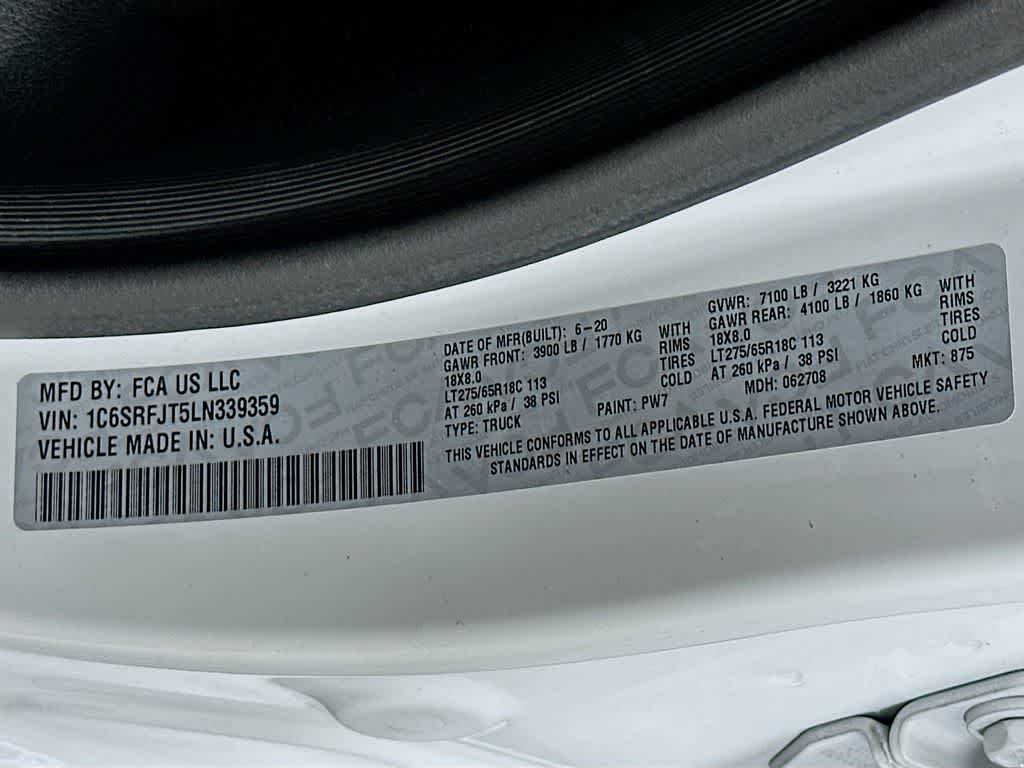 MFD BY: FCA US LLC
VIN: 1C6SRFJT5LN339359
VEHICLE MADE IN: U.S.A.
DATE OF MFR(BUILT): 6-20
GAWR FRONT: 3900 LB / 1770 KG WITH
18X8.0 RIMS
LT275/65R18C 113 TIRES
AT 260 kPa / 38 PSI COLD
TYPE: TRUCK PAINT: PW7
GVWR: 7100 LB / 3221 KG
GAWR REAR: 4100 LB / 1860 KG WITH
18X8.0 RIMS
LT275/65R18C 113 TIRES
AT 260 kPa / 38 PSI COLD
MDH: 062708 MKT: 875
THIS VEHICLE CONFORMS TO ALL APPLICABLE U.S.A. FEDERAL MOTOR VEHICLE SAFETY
STANDARDS IN EFFECT ON THE DATE OF MANUFACTURE SHOWN ABOVE.